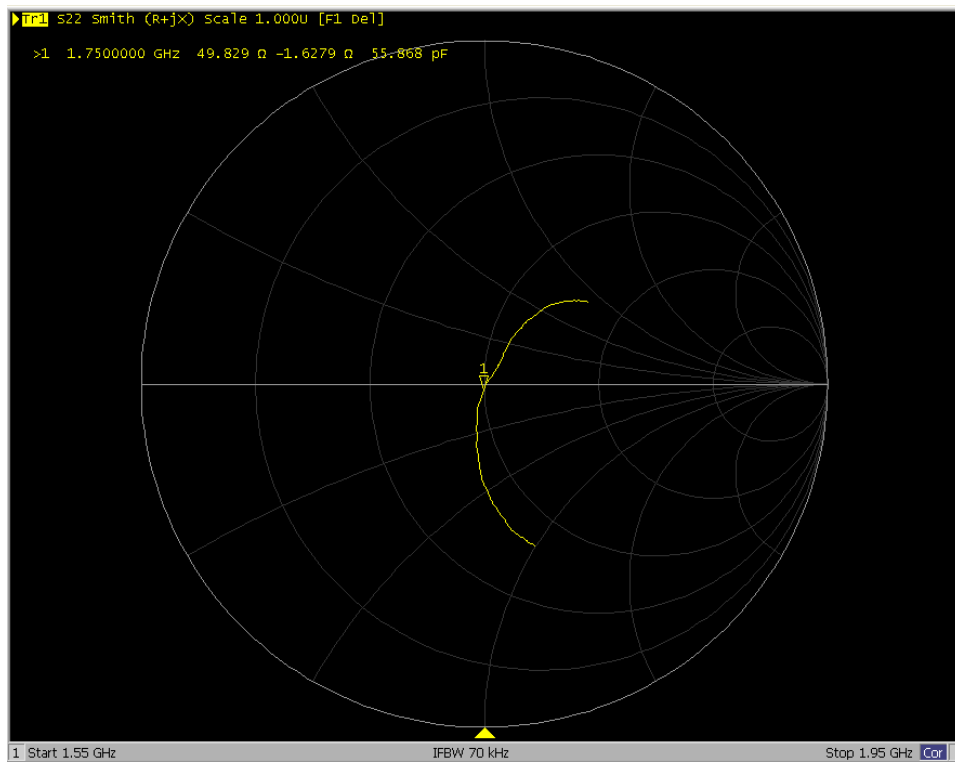 Tr1 S22 Smith (R+jX) Scale 1.000U [F1 Del]
>1 1.7500000 GHz 49.829 Ω -1.6279 Ω 55.868 pF
1
1 Start 1.55 GHz IFBW 70 kHz Stop 1.95 GHz Cor